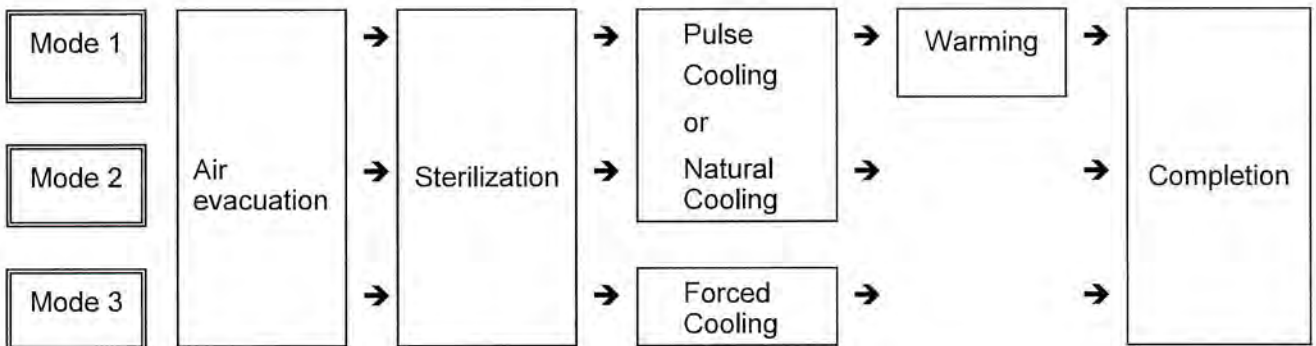 Mode 1
Mode 2
Mode 3
Air
evacuation
Sterilization
Pulse
Cooling
or
Natural
Cooling
Forced
Cooling
Warming
Completion